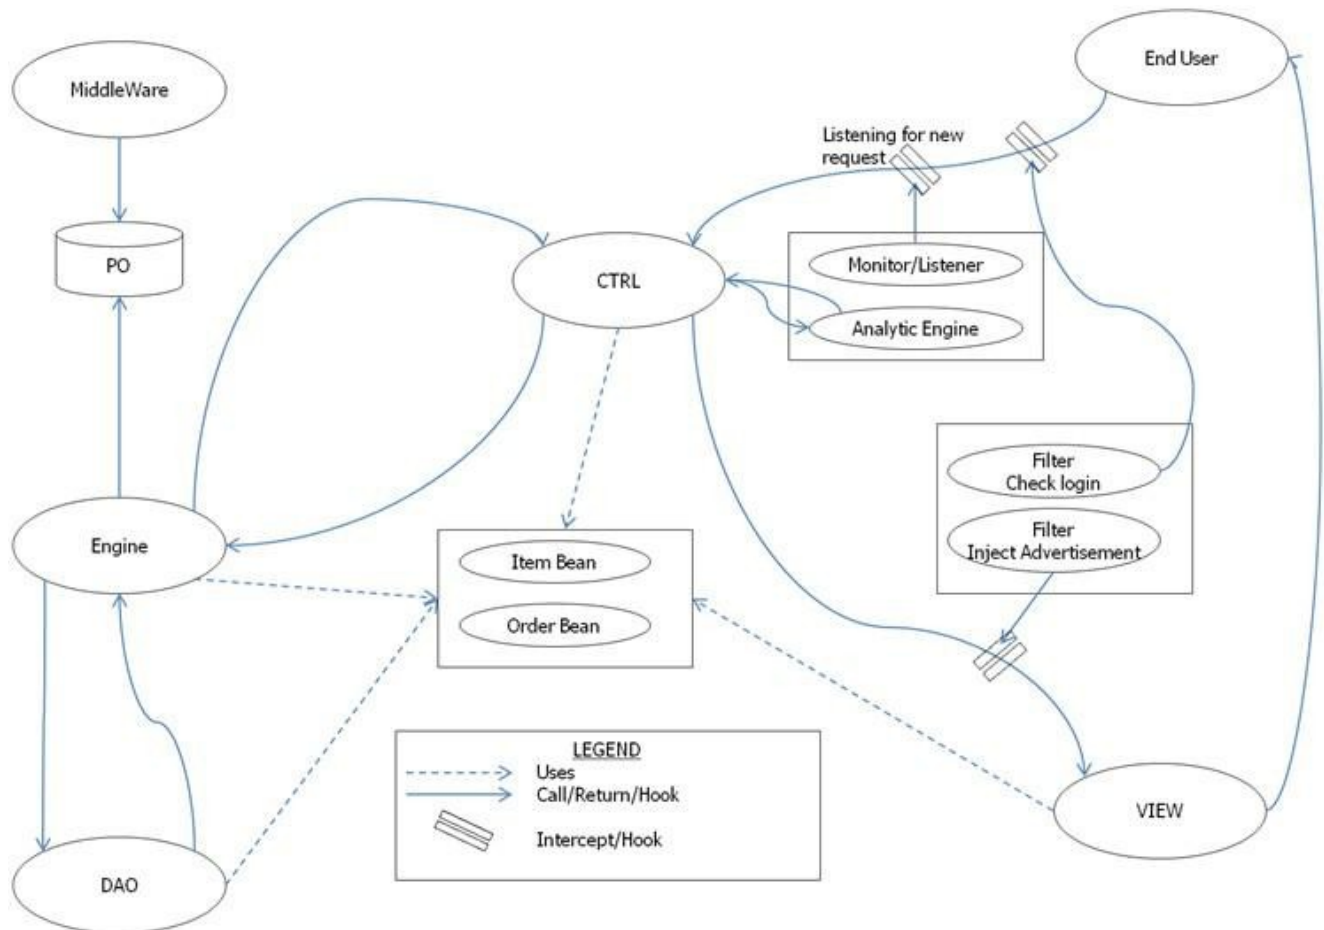 End User
MiddleWare
Listening for new
request
PO
CTRL
Monitor/Listener
Analytic Engine
Filter
Check login
Filter
Inject Advertisement
Engine
Item Bean
Order Bean
LEGEND
Uses
Call/Return/Hook
Intercept/Hook
VIEW
DAO